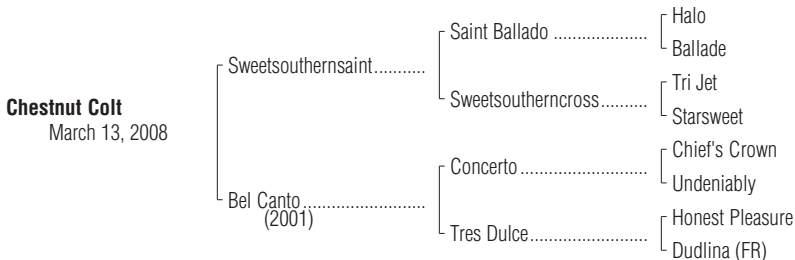 Halo
Saint Ballado ....................
Ballade
Sweetsouthernsaint...........
Tri Jet
Sweetsoutherncross..........
Starsweet
Chestnut Colt
March 13, 2008
Chief's Crown
Concerto ...........................
Undeniably
Bel Canto..........................
(2001)
Honest Pleasure
Tres Dulce.........................
Dudlina (FR)